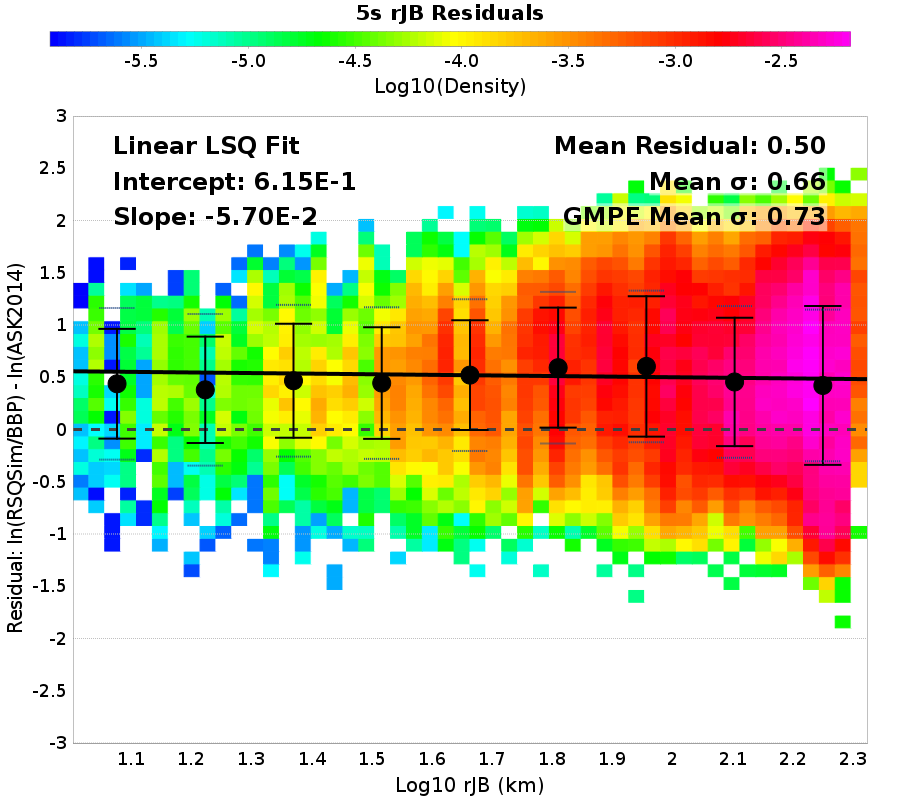 5s rJB Residuals
-5.5 -5.0 -4.5 -4.0 -3.5 -3.0 -2.5
Log10(Density)
Linear LSQ Fit
Intercept: 6.15E-1
Slope: -5.70E-2
Mean Residual: 0.50
Mean σ: 0.66
GMPE Mean σ: 0.73
Residual: ln(RSQSim/BBP) - ln(ASK2014)
3
2.5
2
1.5
1
0.5
0
-0.5
-1
-1.5
-2
-2.5
-3
1.1 1.2 1.3 1.4 1.5 1.6 1.7 1.8 1.9 2 2.1 2.2 2.3
Log10 rJB (km)